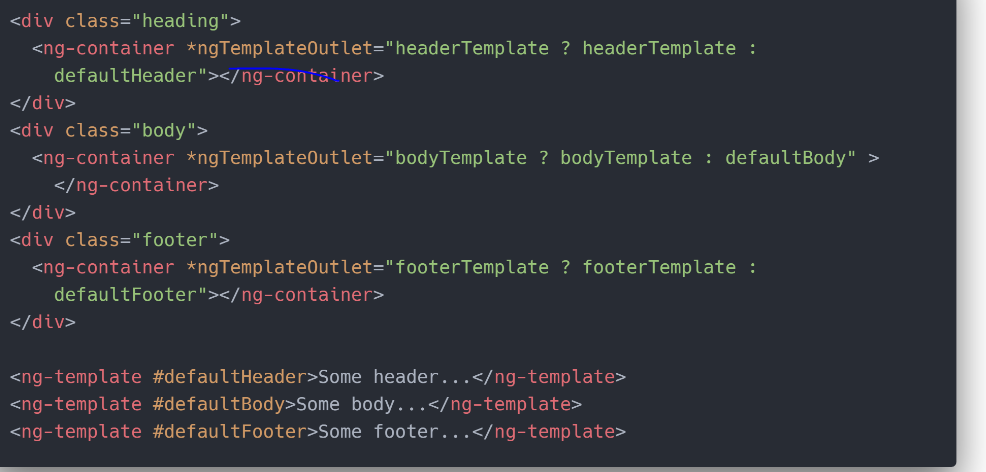 <div class="heading">
<ng-container *ngTemplateOutlet="headerTemplate ? headerTemplate :
defaultHeader"></ng-container>
</div>
<div class="body">
<ng-container *ngTemplateOutlet="bodyTemplate ? bodyTemplate : defaultBody" >
</ng-container>
</div>
<div class="footer">
<ng-container *ngTemplateOutlet="footerTemplate ? footerTemplate :
defaultFooter"></ng-container>
</div>
<ng-template #defaultHeader>Some header...</ng-template>
<ng-template #defaultBody>Some body...</ng-template>
<ng-template #defaultFooter>Some footer...</ng-template>